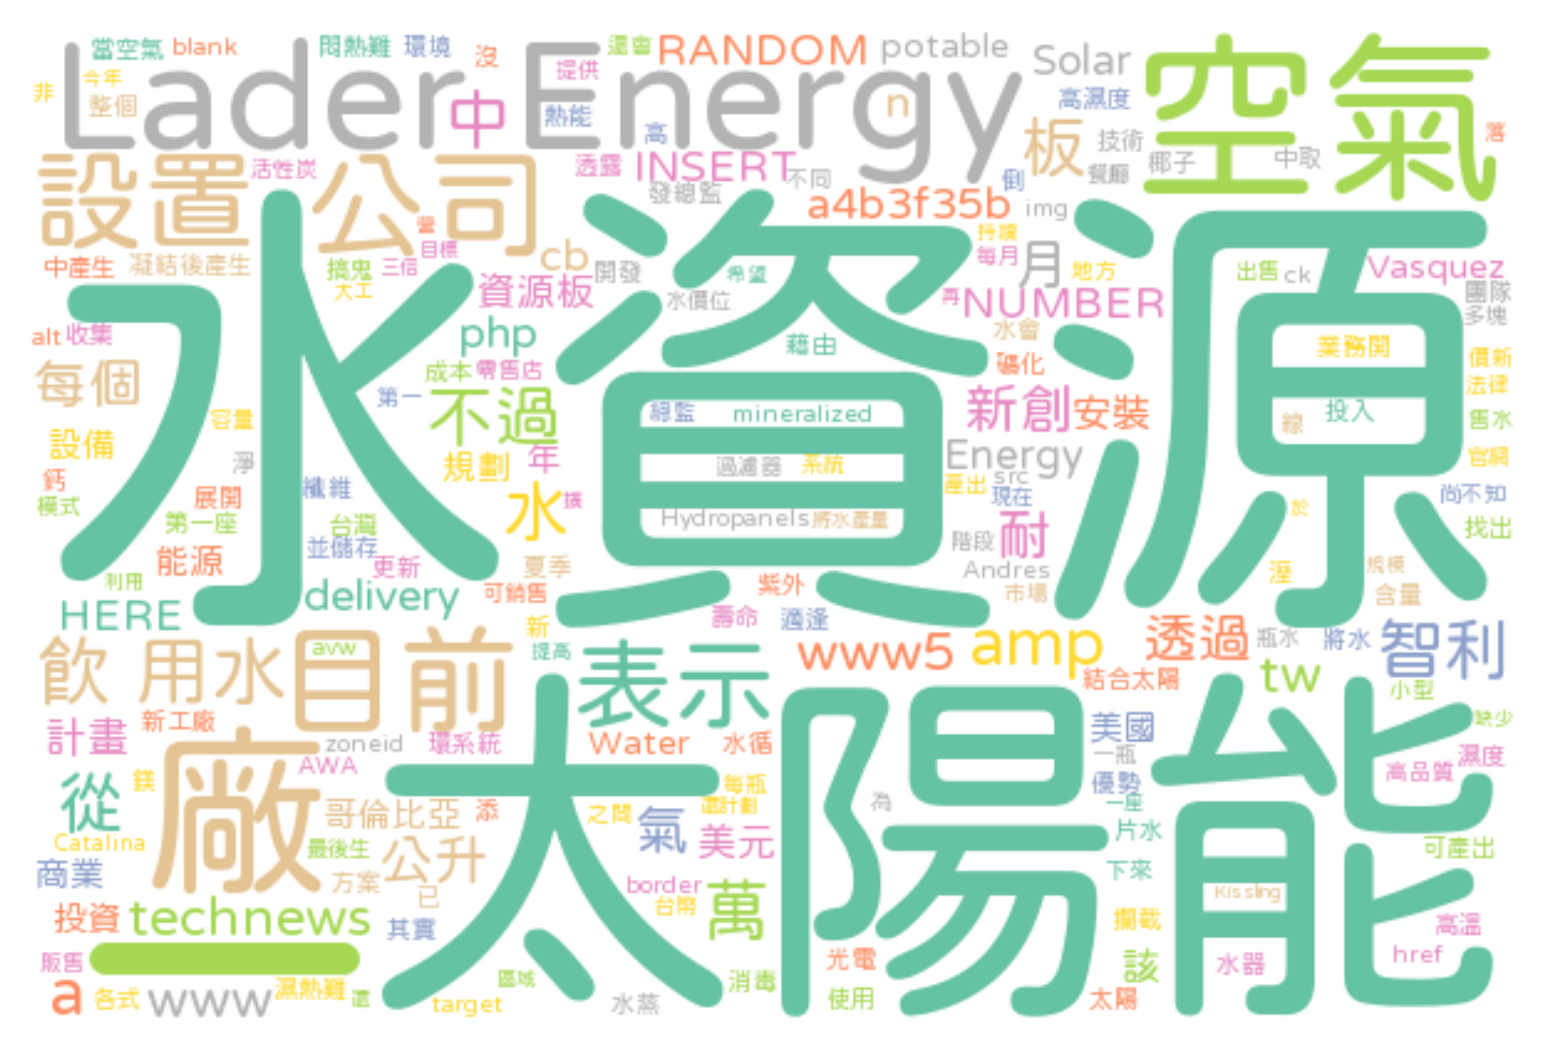 當空氣 blank 悶熱難 環境 沒 還會 RANDOM potable Solar 空氣
非 今年 整個 Lader Energy 中 提供 熱能 高 n 高濕度 落
設置 活性炭 公司 透露 INSERT 不同 發總監 餐廳 倒 板 技術 椰子 中取
a4b3f35b img
中產生 凝結後產生 當 目標 三信 cb 開發 希望 持續 每月 月 地方 出售 ck Vasquez
搞鬼 大工 資源板 水價位 再 NUMBER 團隊 多塊
水資源
alt 收集 php 藉由 水會 礦化 業務開 價新
每個 成本 零售店 法律
容量 第一 不過 總監 mineralized 新創 安裝 線 投入 售水
設備 淨 規劃 年 過濾器 系統 Energy 官網
鈣 模式 展開 纖維 水 擴 產出 src 現在 尚不知
第一座 台灣 Hydropanels 將水產量 耐 於 找出
能源 並儲存 更新 夏季 階段 Andres 溼 規模
利用 HERE delivery 可銷售 紫外 市場 含量
飲 用水 目前 新 壽命 適逢 瓶水 將水 智利
avw 提高 表示 www5 amp 透過 tw 小型
計畫 新工廠 結合太陽 美國 缺少
zoneid 環系統 Water 水循 一瓶 濕度
AWA 太陽能 高品質
從 鎂 廠 每瓶 優勢
哥倫比亞 添 之間 還計劃 為 一座
Catalina 最後生 公升 氣 美元 片水 可產出
商業 方案 已 border 下來 Kissling
投資 technews 其實 台幣 萬 攔截 高溫
販售 光電 該 水器 href
a 各式 www 濕熱難 還 target 區域 水蒸 消毒 使用 太陽